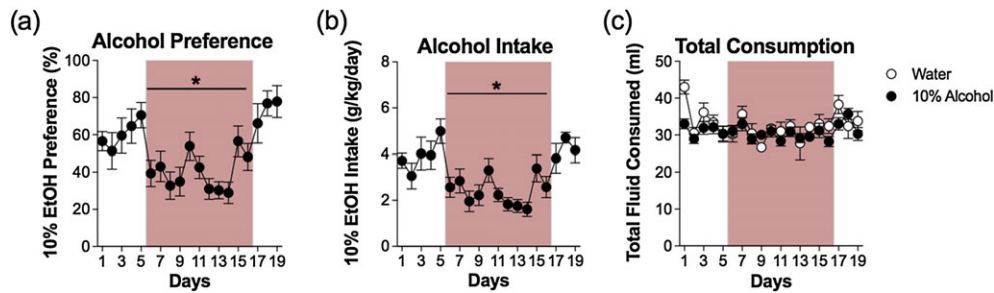 (a)
Alcohol Preference
10% EtOH Preference (%)
100
80
60
40
20
0
*
1 3 5 7 9 11 13 15 17 19
Days
(b)
Alcohol Intake
10% EtOH Intake (g/kg/day)
8
6
4
2
0
*
1 3 5 7 9 11 13 15 17 19
Days
(c)
Total Consumption
Total Fluid Consumed (ml)
50
40
30
20
10
0
1 3 5 7 9 11 13 15 17 19
Days
Water
10% Alcohol